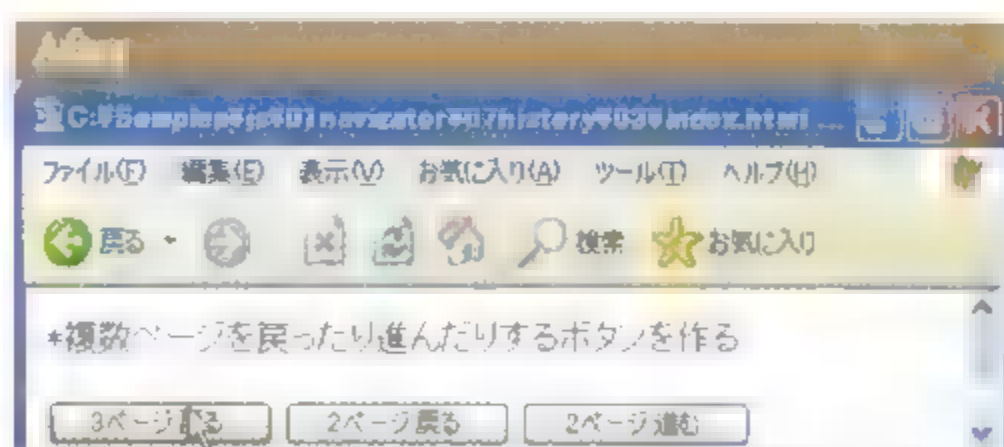 C:¥Samples¥js¥01navigator¥07history¥03¥index.html ...
ファイル(F) 編集(E) 表示(V) お気に入り(A) ツール(T) ヘルプ(H)
戻る 検索 お気に入り
*複数ページを戻ったり進んだりするボタンを作る
3ページ戻る 2ページ戻る 2ページ進む